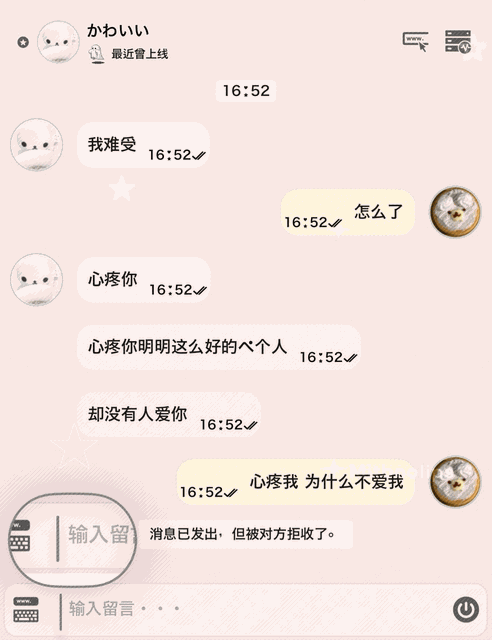 かわいい
最近曾上线
www.
16:52
我难受 16:52
怎么了
16:52
心疼你 16:52
心疼你明明这么好的ベ个人 16:52
却没有人爱你 16:52
心疼我 为什么不爱我
16:52
w.
输入留
消息已发出，但被对方拒收了。
www.
输入留言・・・